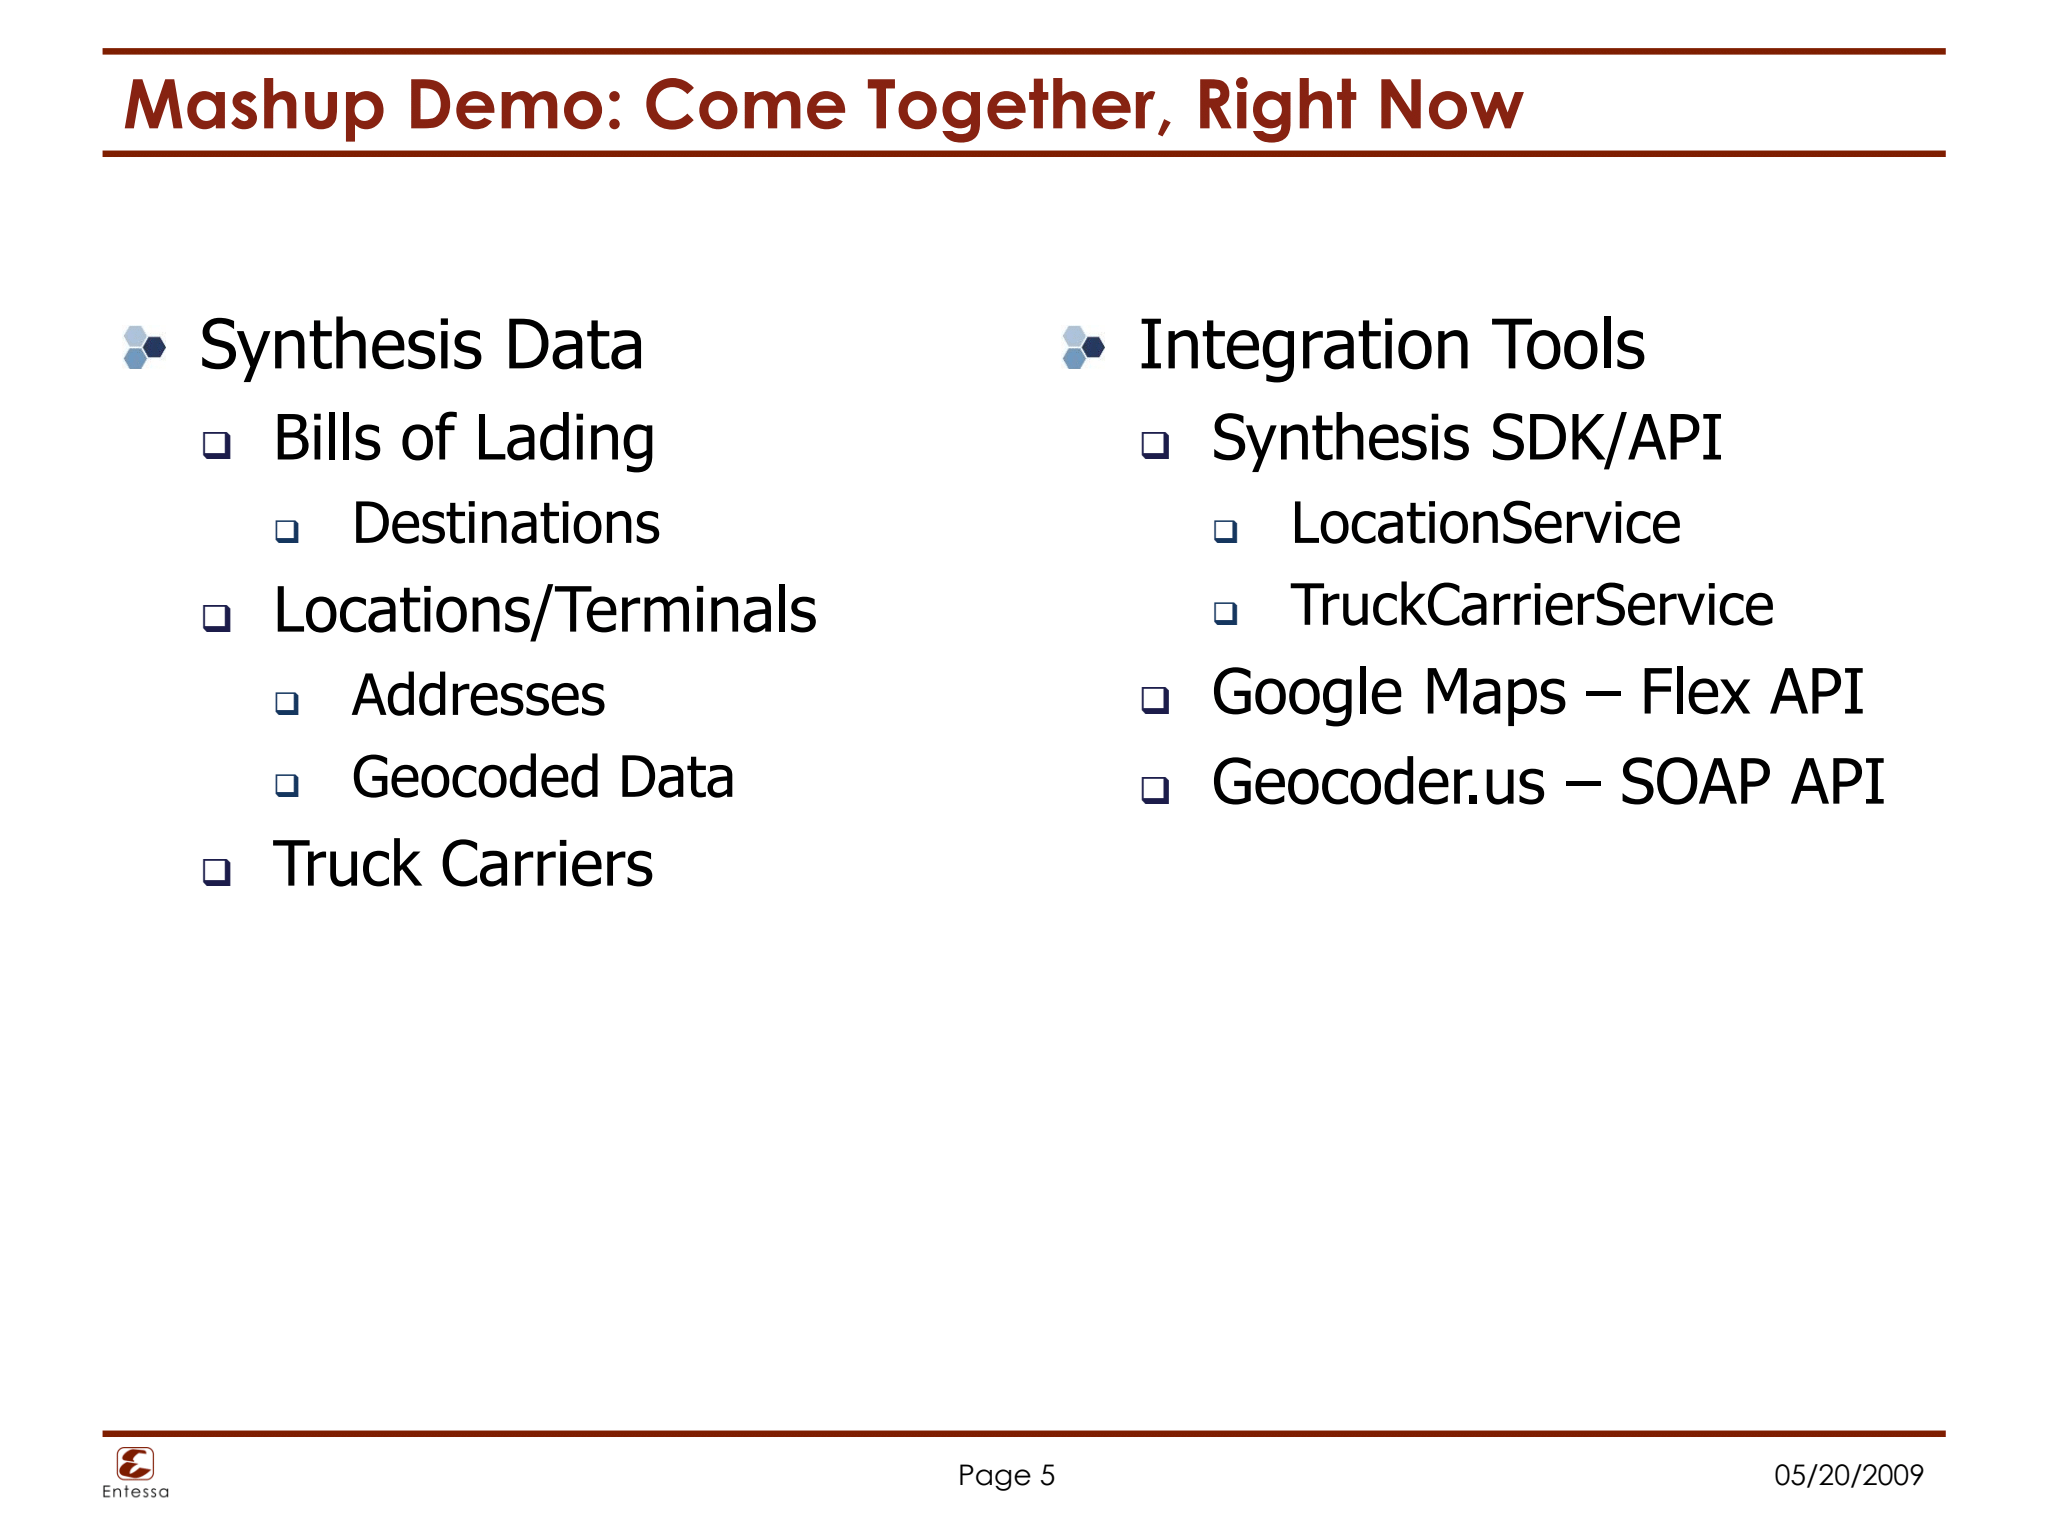 Mashup Demo: Come Together, Right Now
Synthesis Data
Bills of Lading
Destinations
Locations/Terminals
Addresses
Geocoded Data
Truck Carriers
Integration Tools
Synthesis SDK/API
LocationService
TruckCarrierService
Google Maps – Flex API
Geocoder.us – SOAP API
Entessa
Page 5
05/20/2009